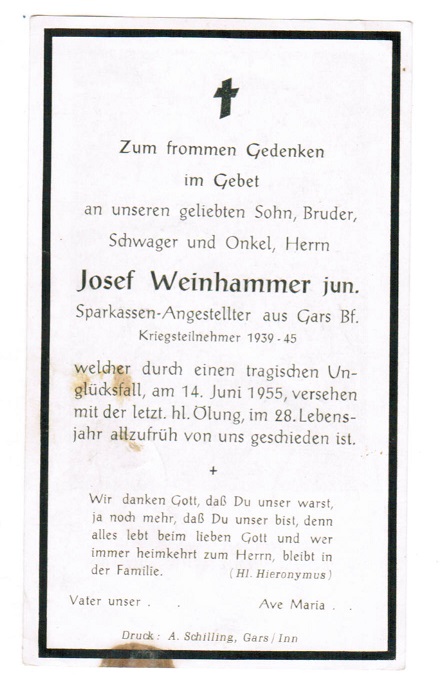 Zum frommen Gedenken
im Gebet
an unseren geliebten Sohn, Bruder,
Schwager und Onkel, Herrn
Josef Weinhammer jun.
Sparkassen-Angestellter aus Gars Bf.
Kriegsteilnehmer 1939-45
welcher durch einen tragischen Un-
glücksfall, am 14. Juni 1955, versehen
mit der letzt. hl. Ölung, im 28. Lebens-
jahr allzufrüh von uns geschieden ist.
+
Wir danken Gott, daß Du unser warst,
ja noch mehr, daß Du unser bist, denn
alles lebt beim lieben Gott und wer
immer heimkehrt zum Herrn, bleibt in
der Familie. (Hl. Hieronymus)
Vater unser . . Ave Maria . .
Druck: A. Schilling, Gars/Inn